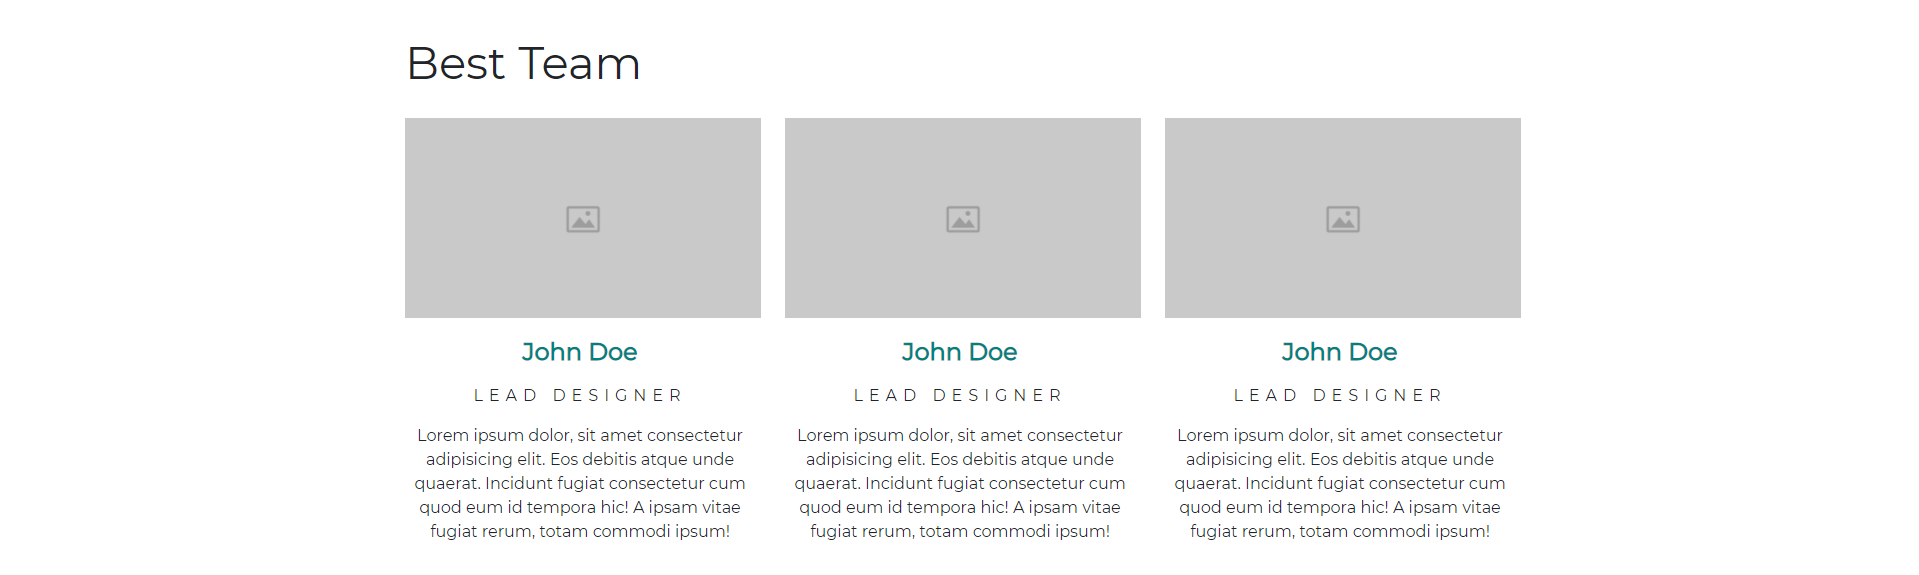 Best Team
John Doe
LEAD DESIGNER
Lorem ipsum dolor, sit amet consectetur
adipisicing elit. Eos debitis atque unde
quaerat. Incidunt fugiat consectetur cum
quod eum id tempora hic! A ipsam vitae
fugiat rerum, totam commodi ipsum!
John Doe
LEAD DESIGNER
Lorem ipsum dolor, sit amet consectetur
adipisicing elit. Eos debitis atque unde
quaerat. Incidunt fugiat consectetur cum
quod eum id tempora hic! A ipsam vitae
fugiat rerum, totam commodi ipsum!
John Doe
LEAD DESIGNER
Lorem ipsum dolor, sit amet consectetur
adipisicing elit. Eos debitis atque unde
quaerat. Incidunt fugiat consectetur cum
quod eum id tempora hic! A ipsam vitae
fugiat rerum, totam commodi ipsum!